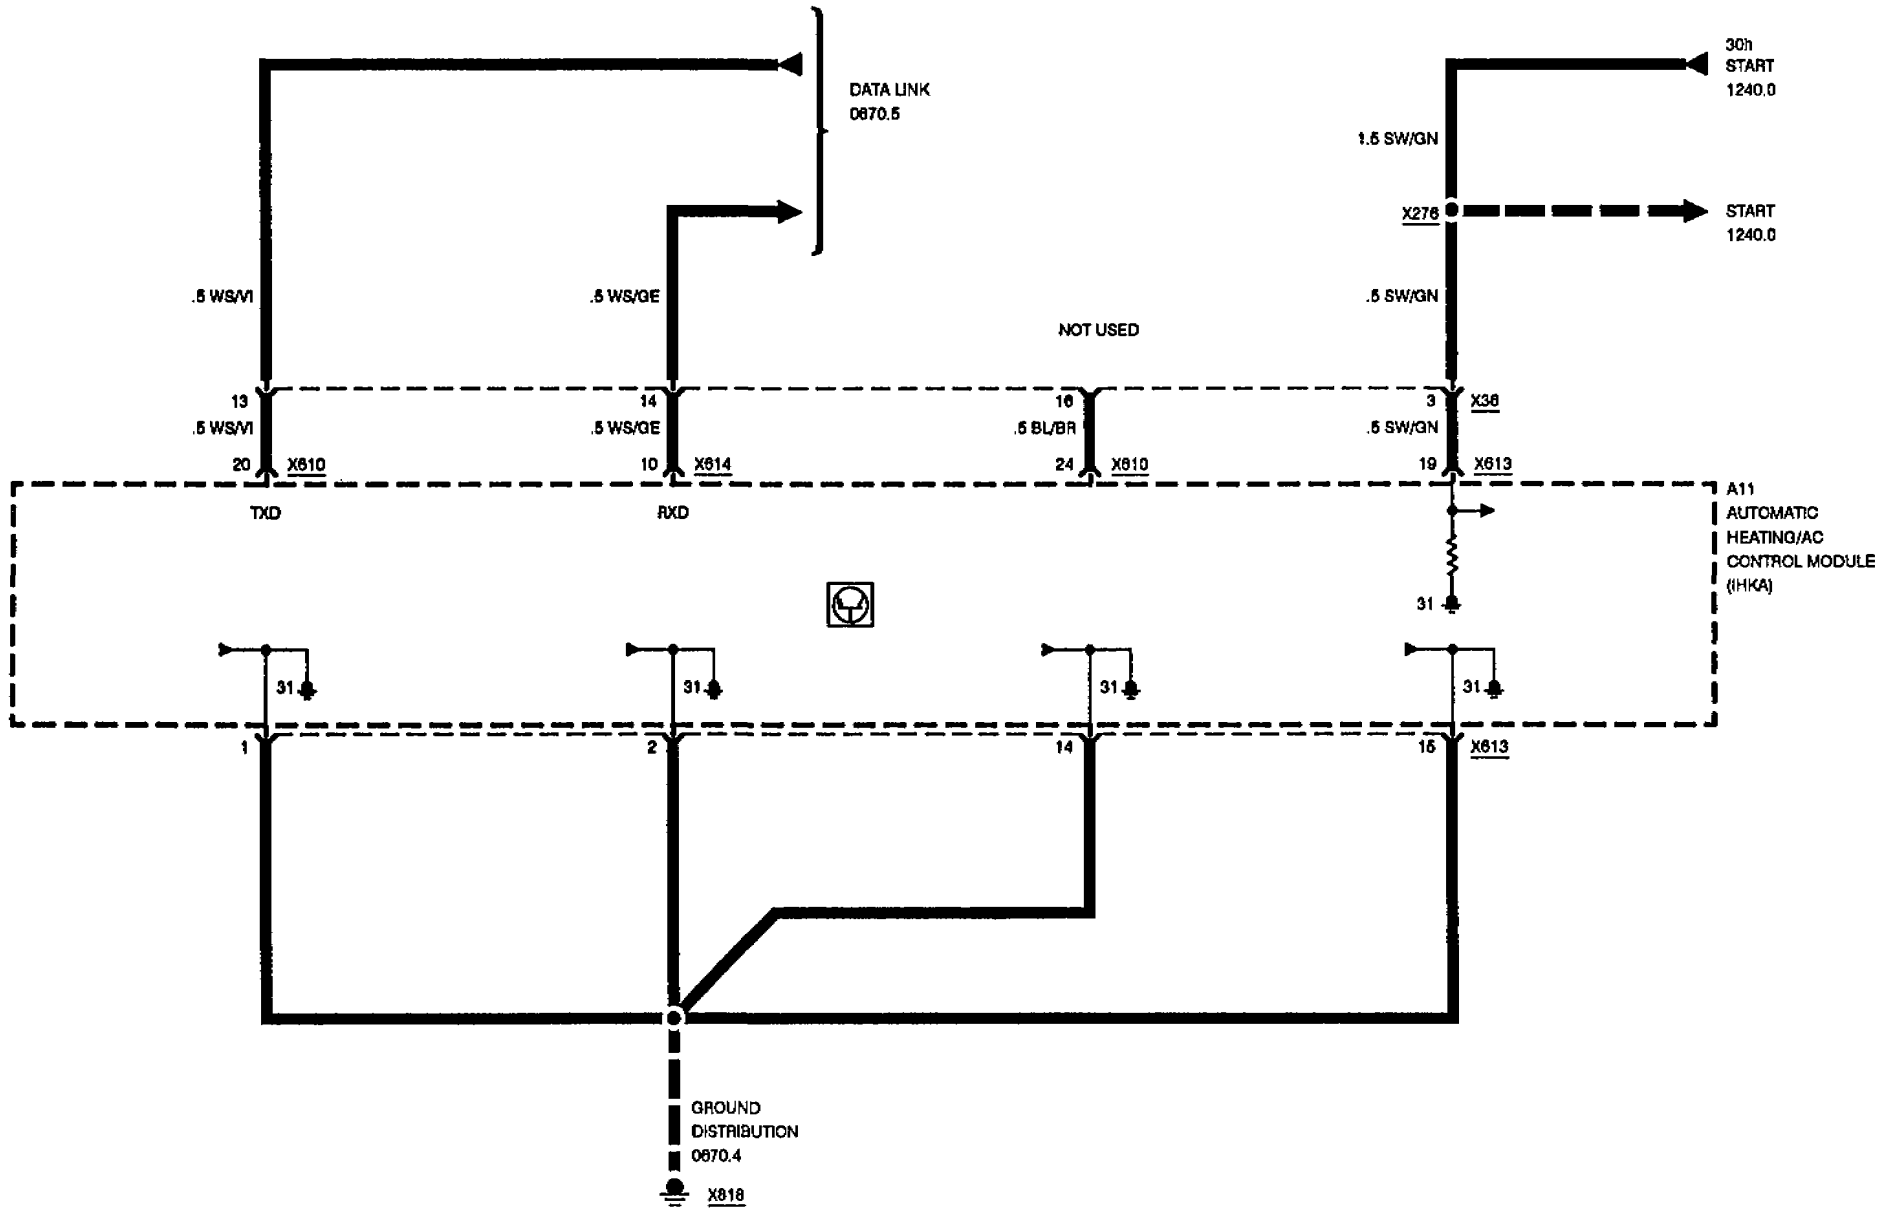 30h
START
1240.0
DATA LINK
0670.5
1.5 SW/GN
X276
START
1240.0
.5 WS/VI
.5 WS/GE
.5 SW/GN
NOT USED
13
14
16
3
X36
.5 WS/VI
.5 WS/GE
.5 BL/BR
.5 SW/GN
20
X610
10
X614
24
X610
19
X613
A11
AUTOMATIC
HEATING/AC
CONTROL MODULE
(IHKA)
TXD
RXD
31
31
31
31
31
1
2
14
15
X613
GROUND
DISTRIBUTION
0670.4
X818